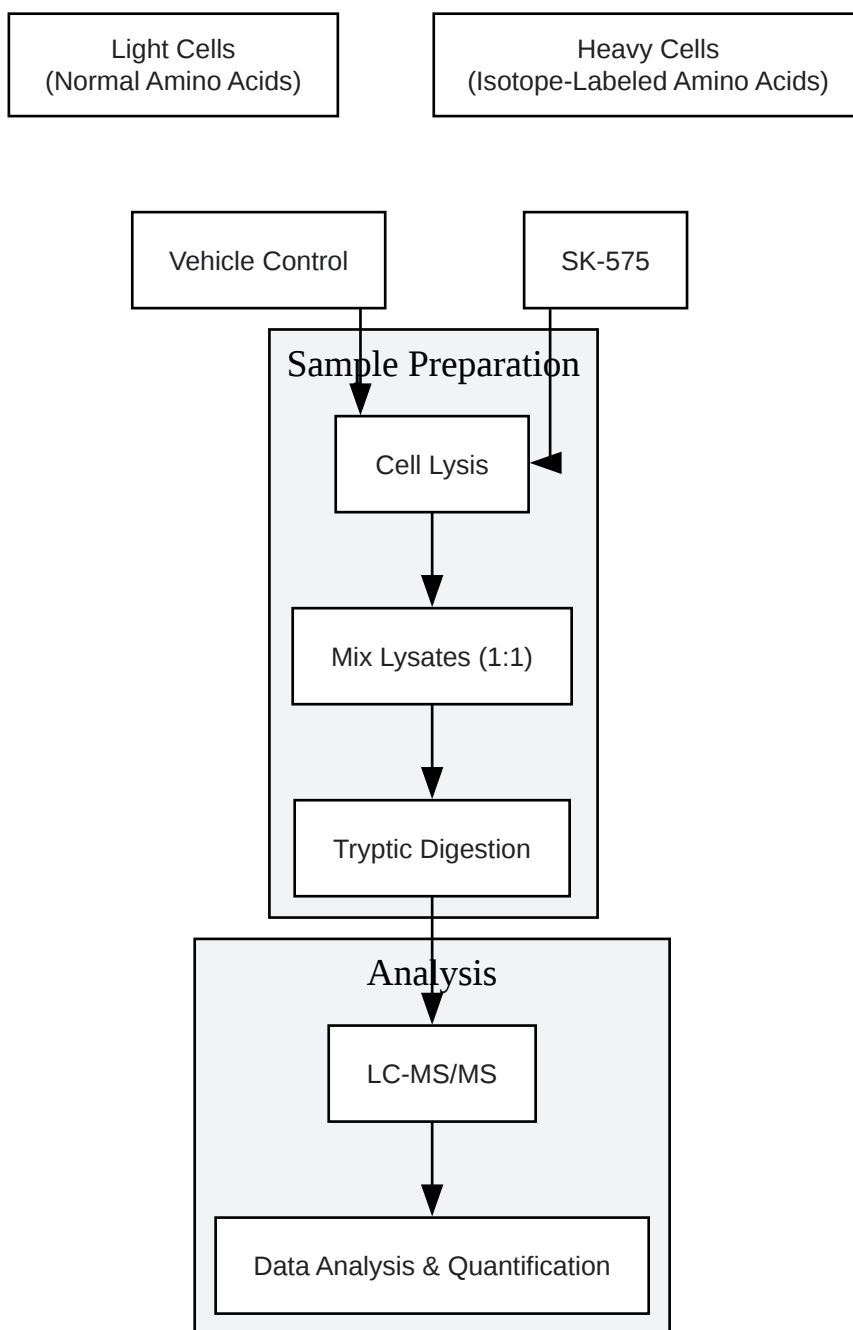 Light Cells
(Normal Amino Acids)
Heavy Cells
(Isotope-Labeled Amino Acids)
Vehicle Control
SK-575
Sample Preparation
Cell Lysis
Mix Lysates (1:1)
Tryptic Digestion
Analysis
LC-MS/MS
Data Analysis & Quantification